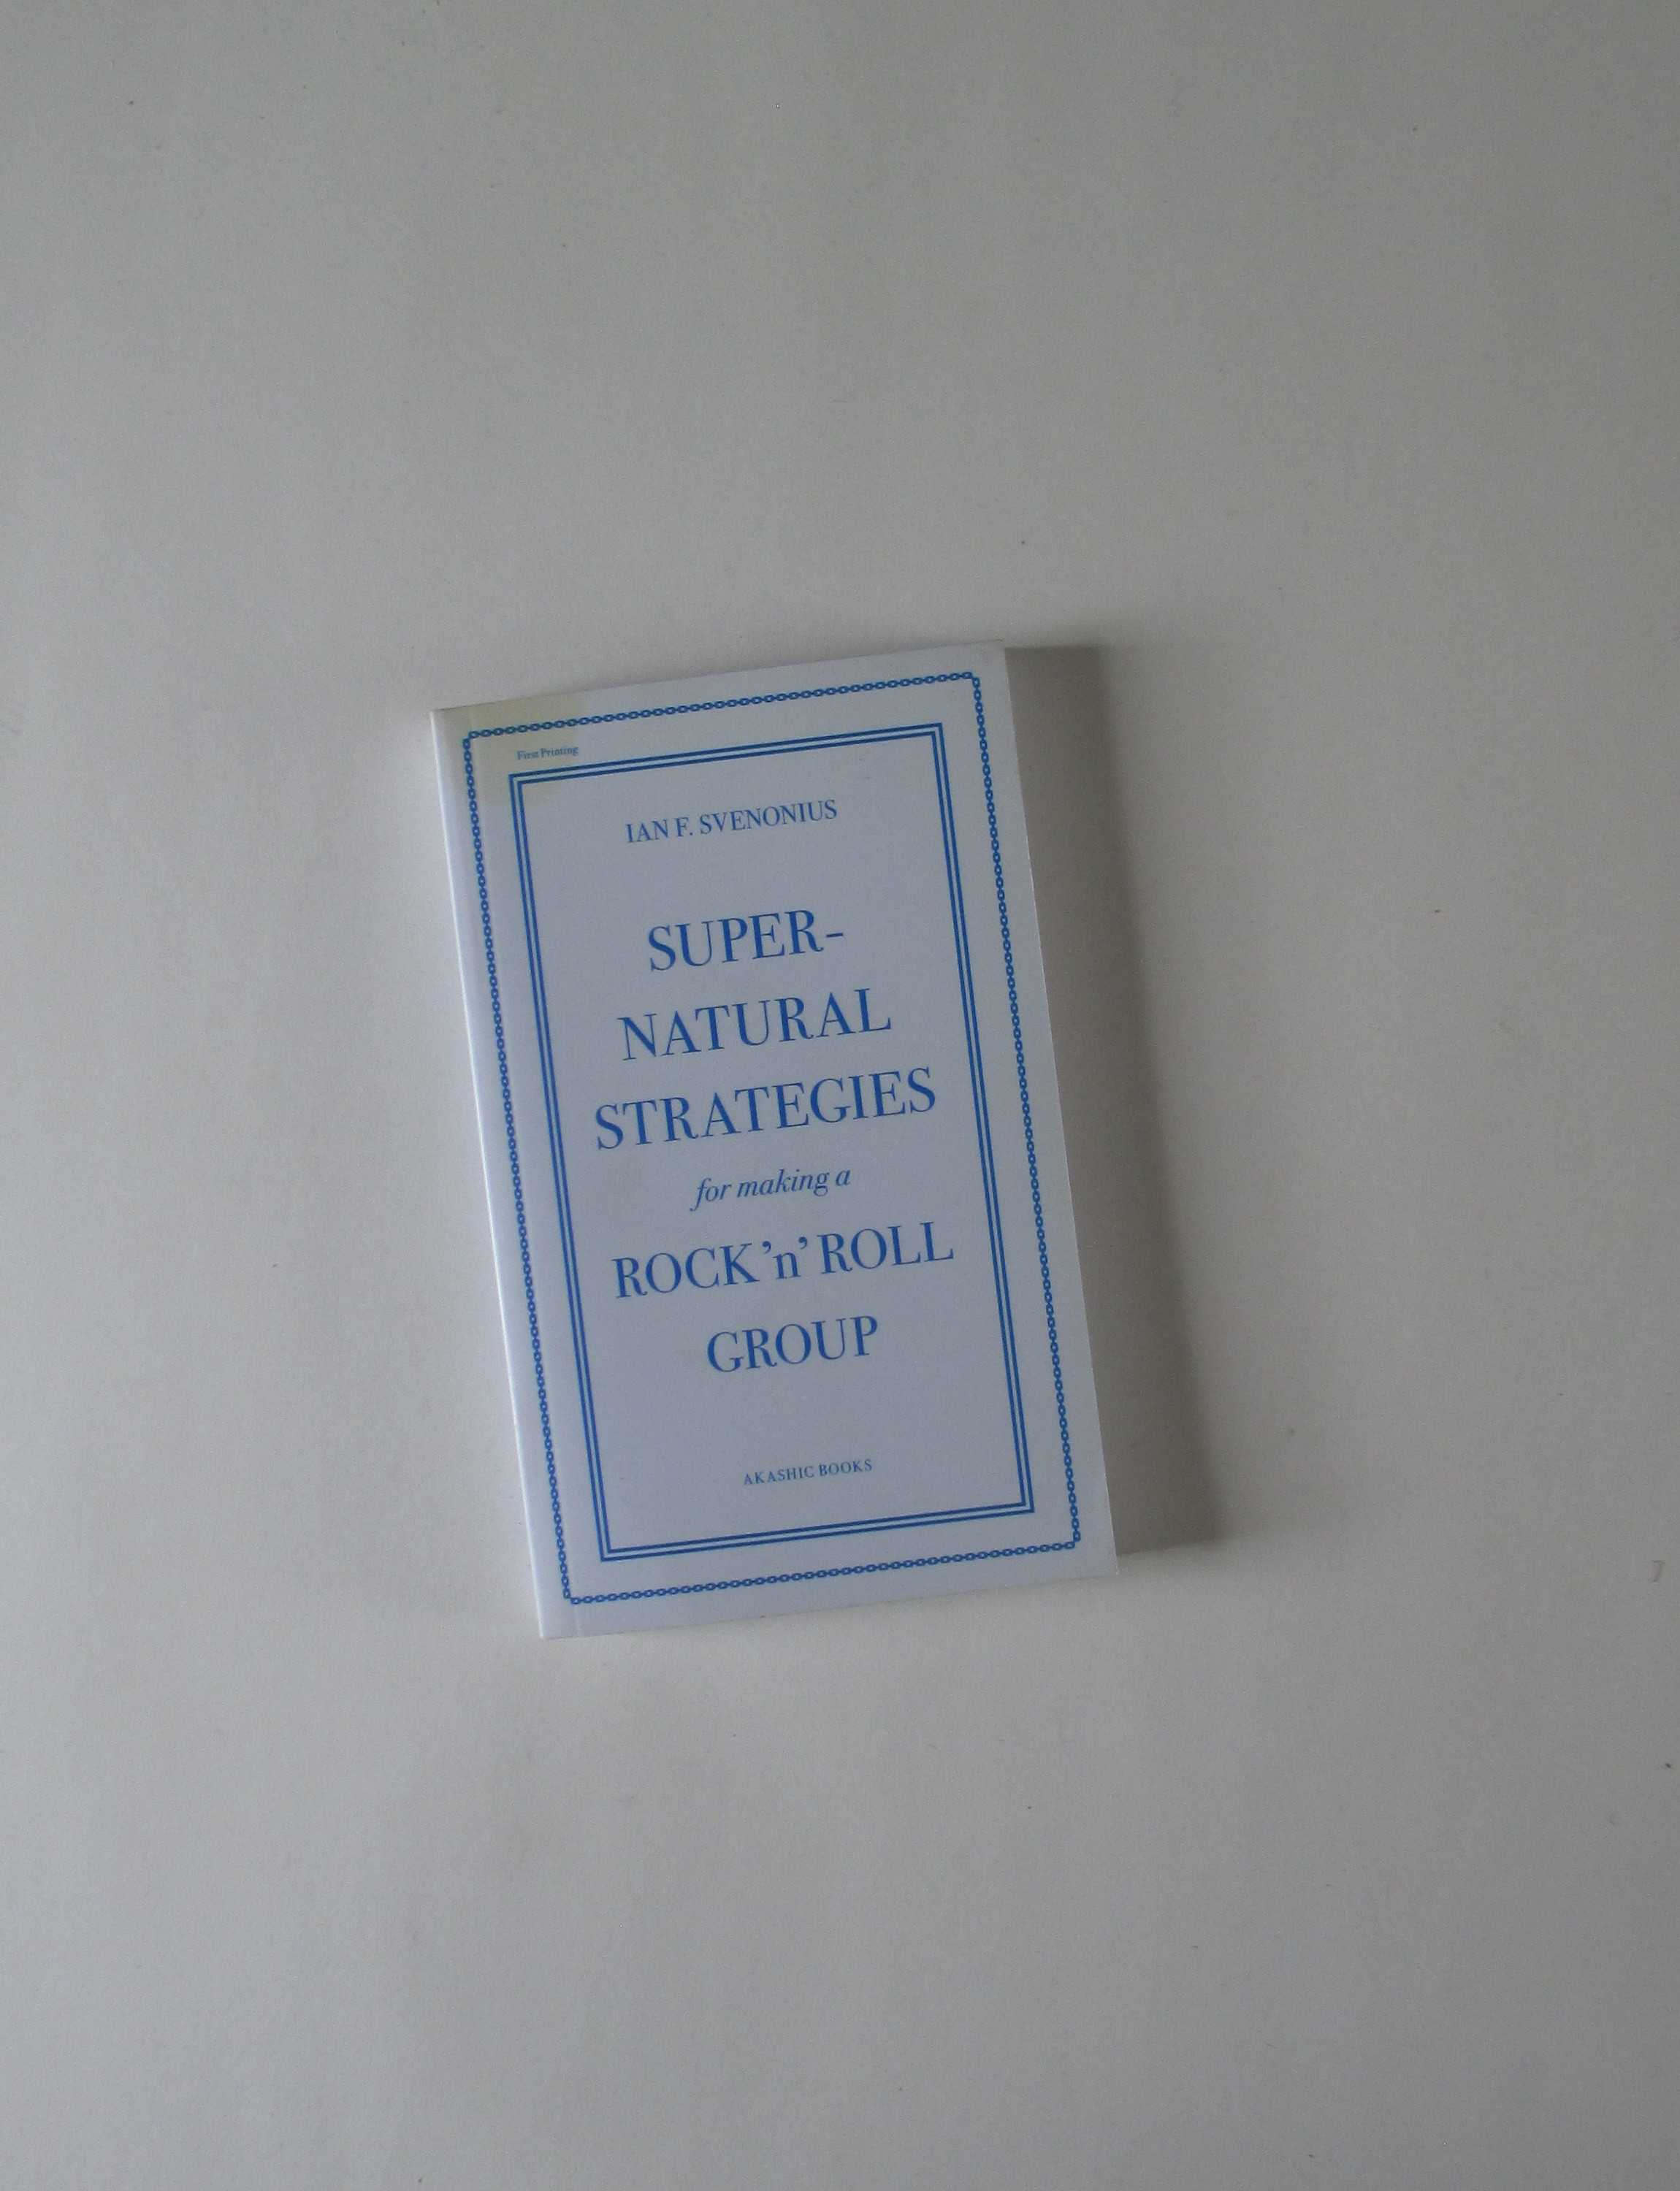 First Printing
IAN F. SVENONIUS
SUPER-
NATURAL
STRATEGIES
for making a
ROCK ’n’ ROLL
GROUP
AKASHIC BOOKS